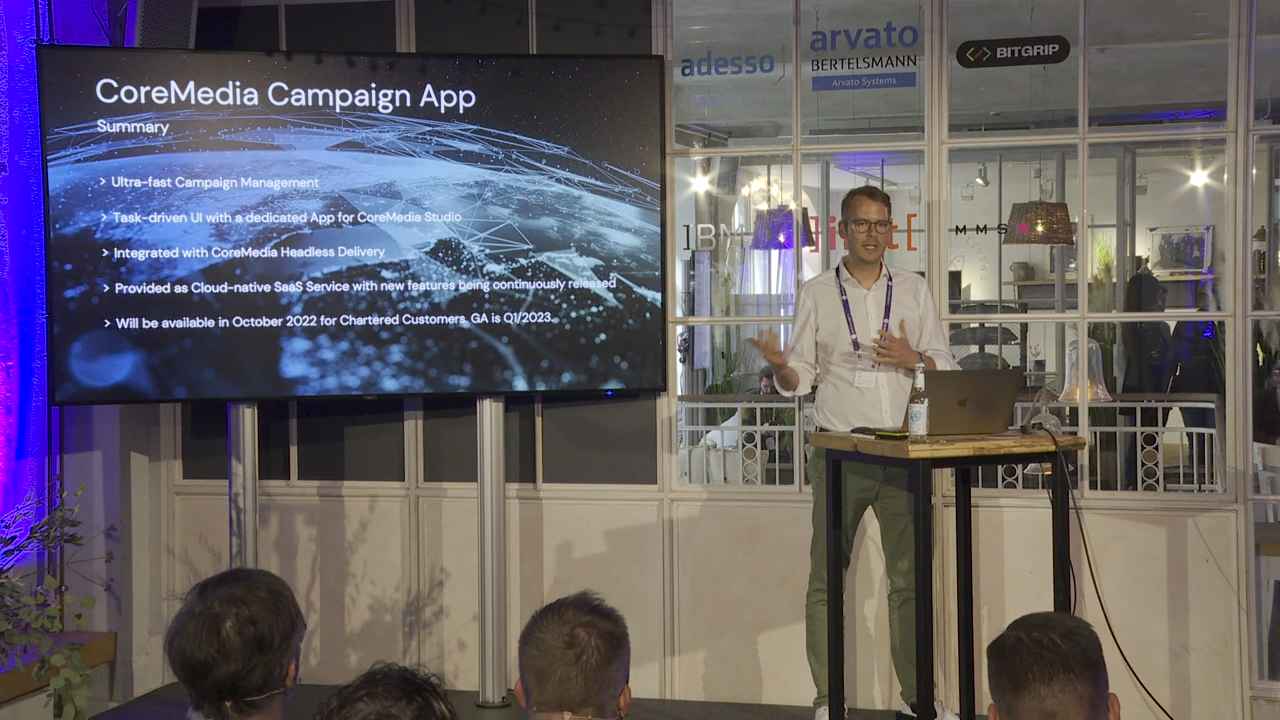 CoreMedia Campaign App
Summary
> Ultra-fast Campaign Management
> Task-driven UI with a dedicated App for CoreMedia Studio
> Integrated with CoreMedia Headless Delivery
> Provided as Cloud-native SaaS Service with new features being continuously released
> Will be available in October 2022 for Chartered Customers, GA is Q1/2023.
adesso
arvato
BERTELSMANN
Arvato Systems
BITGRIP
MMS